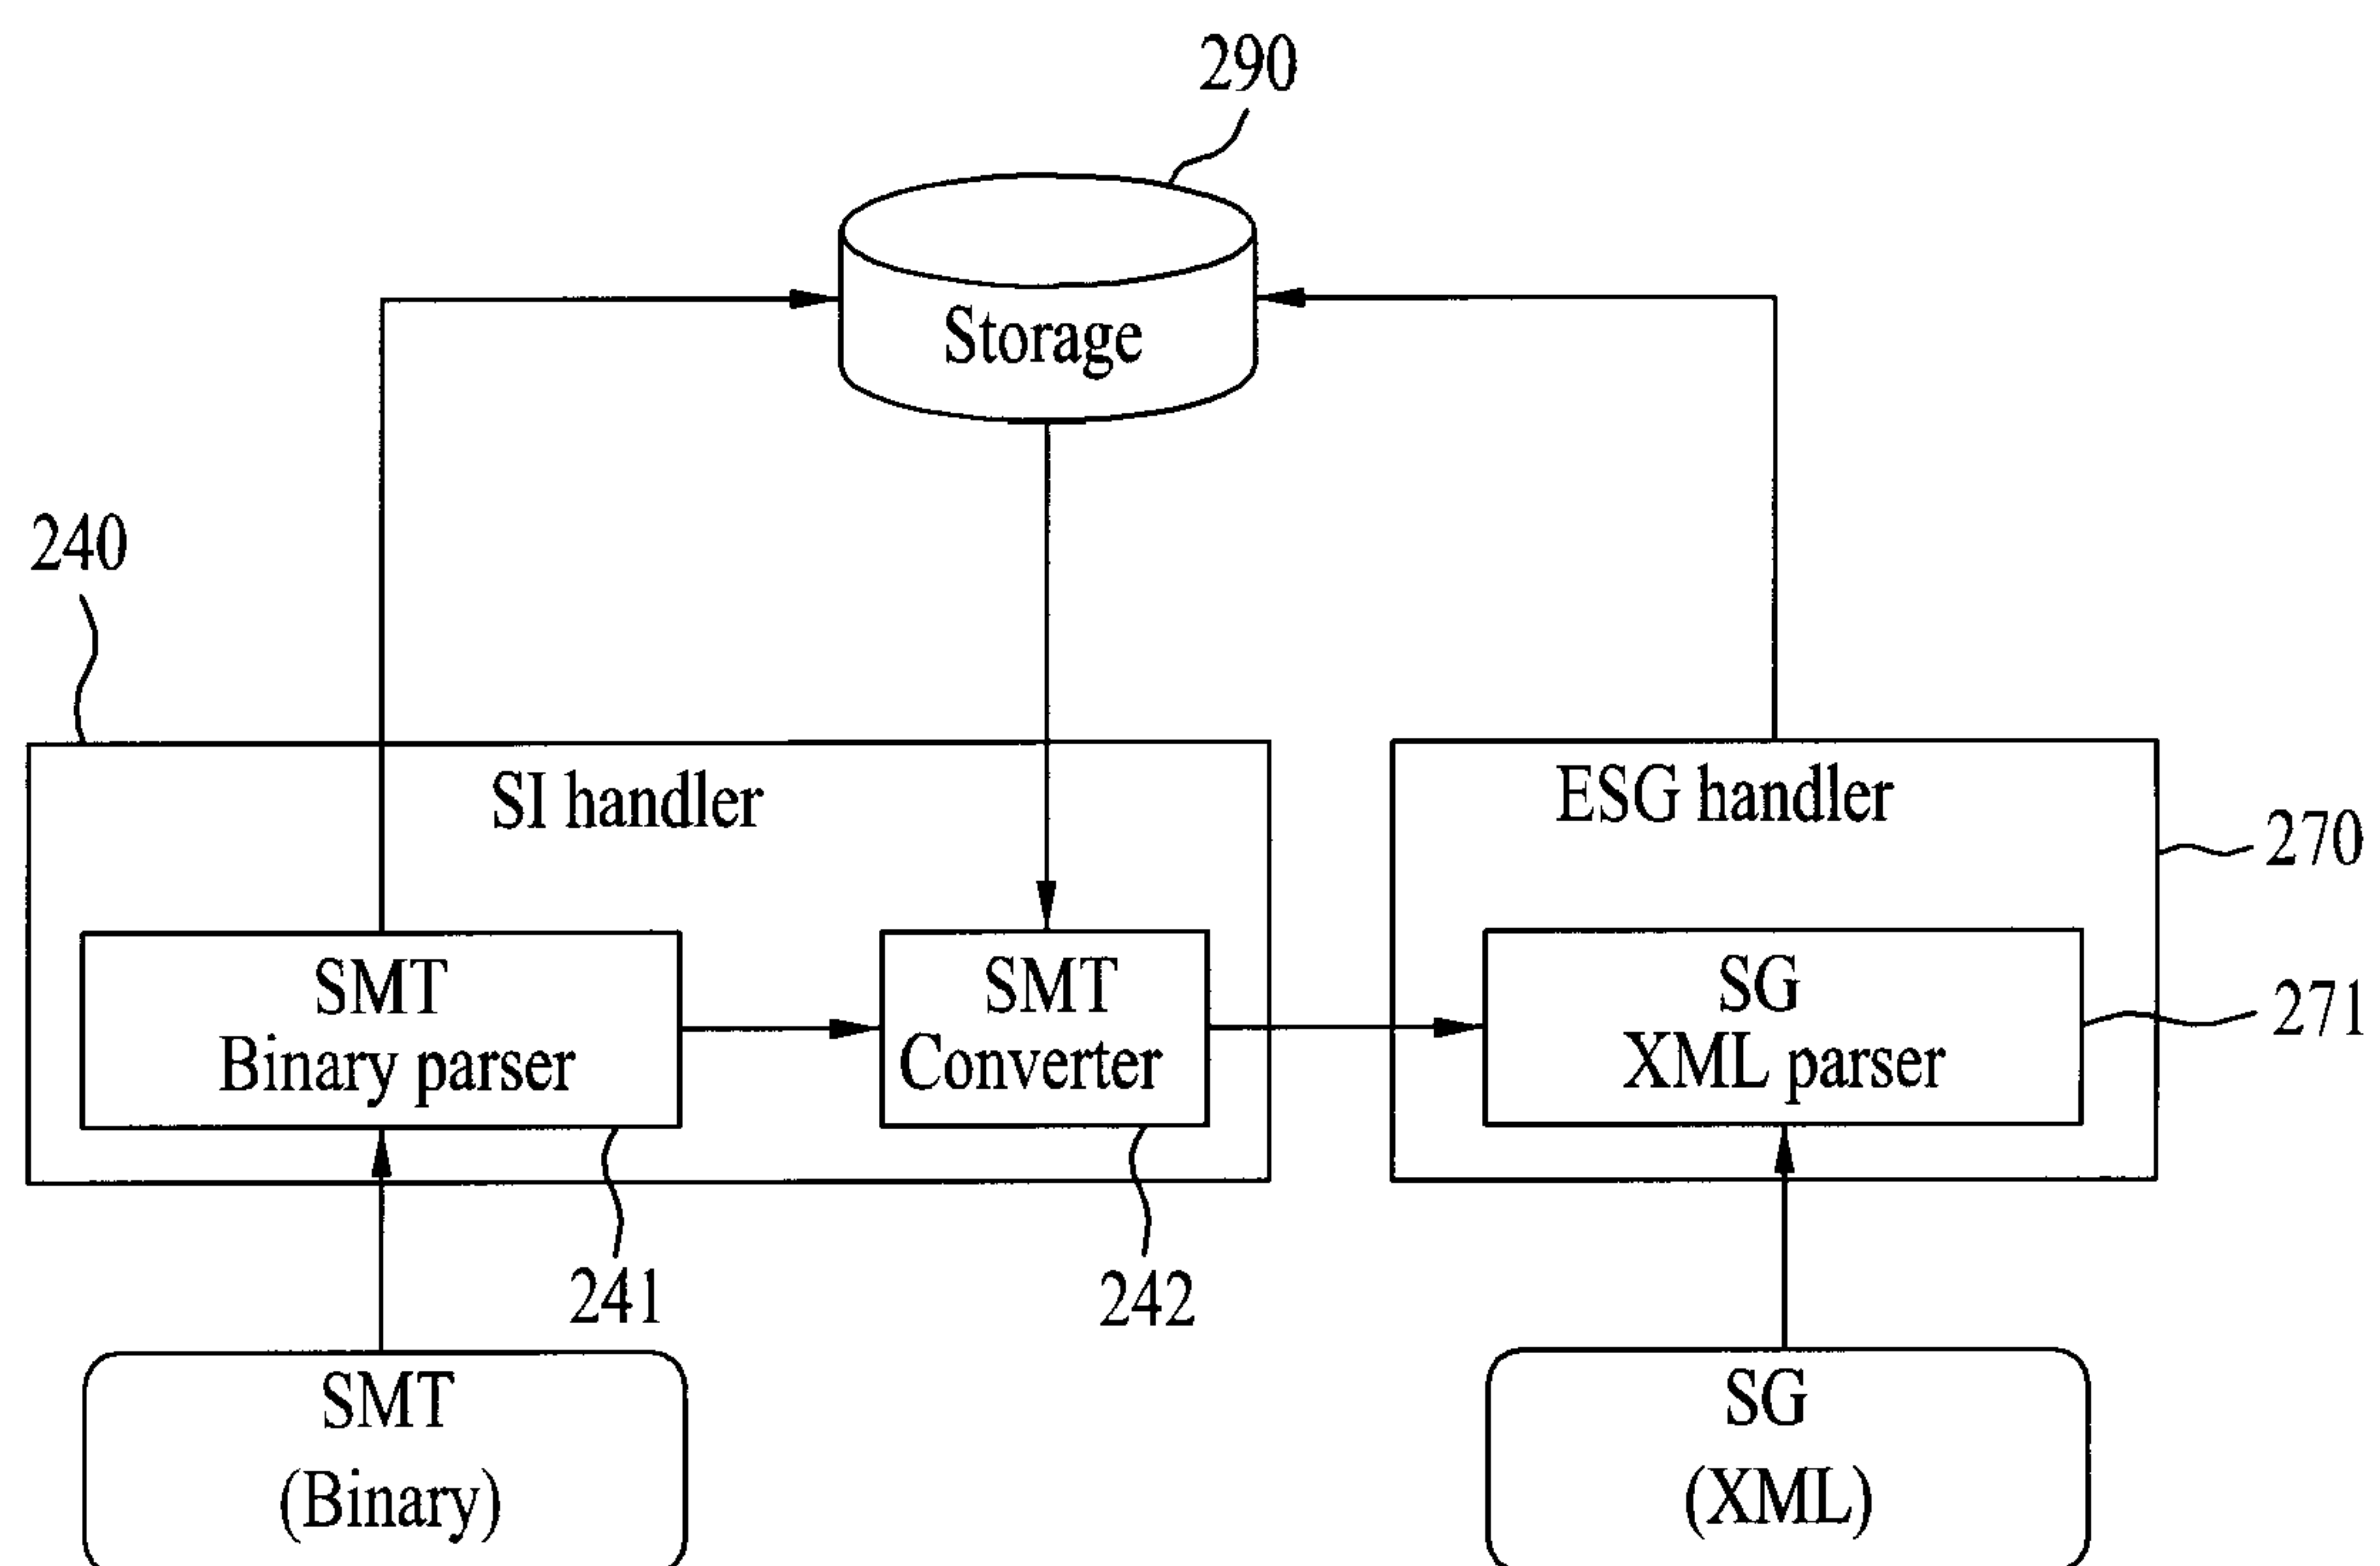 290
Storage
240
SI handler
ESG handler
270
SMT
Binary parser
SMT
Converter
SG
XML parser
271
241
242
SMT
(Binary)
SG
(XML)